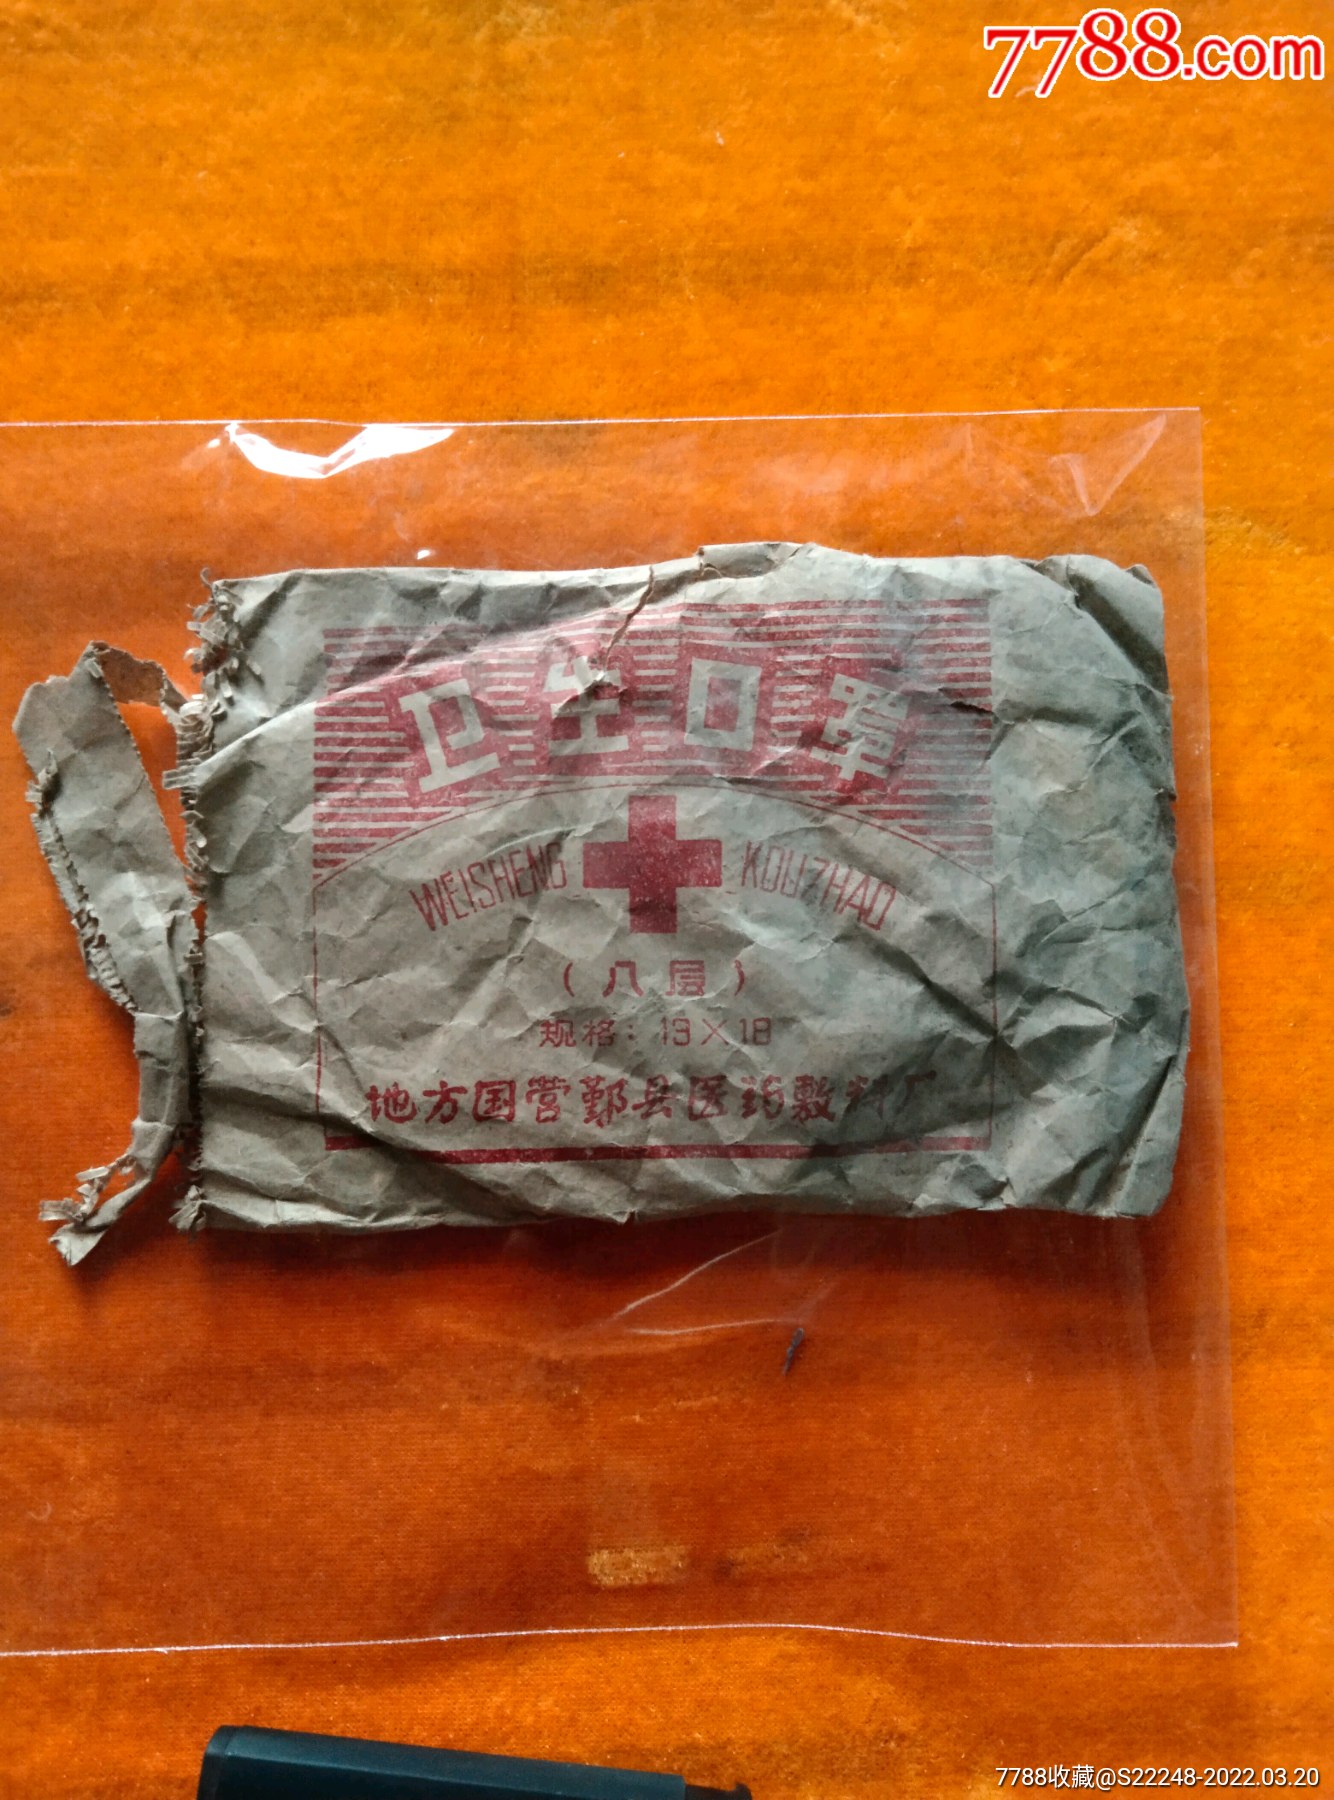 7788.com
卫生口罩
WEISHENG KOUZHAO
(八层)
规格:13×18
地方国营鄞县医药敷料厂
7788收藏@S22248-2022.03.20